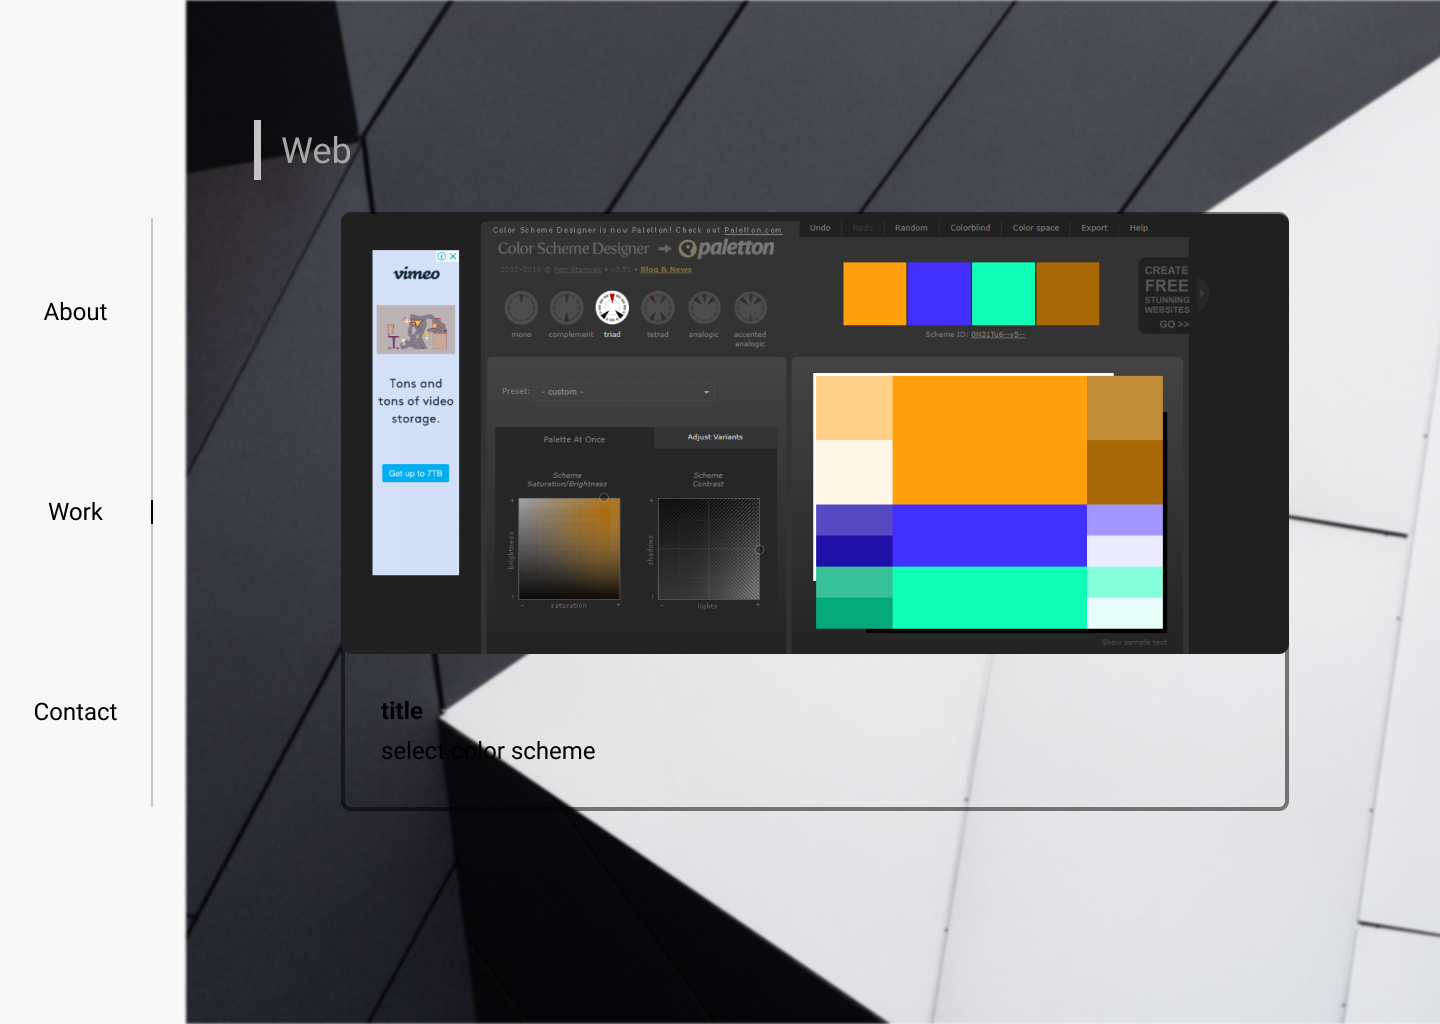 Web
About
Work
Contact
Color Scheme Designer is now Paletton! Check out Paletton.com
Undo
Redo
Random
Colorblind
Color space
Export
Help
Color Scheme Designer
paletton
2002-2010 © Petr Stanicek • v3.51 • Blog & News
mono
complement
triad
tetrad
analogic
accented
analogic
vimeo
Tons and
tons of video
storage.
Get up to 7TB
CREATE
FREE
STUNNING
WEBSITES
GO >>
Scheme ID: 0N31Tu6--v5--
Preset:
- custom -
Palette At Once
Adjust Variants
Scheme
Saturation/Brightness
brightness
saturation
Scheme
Contrast
shadows
lights
Show sample text
title
select color scheme